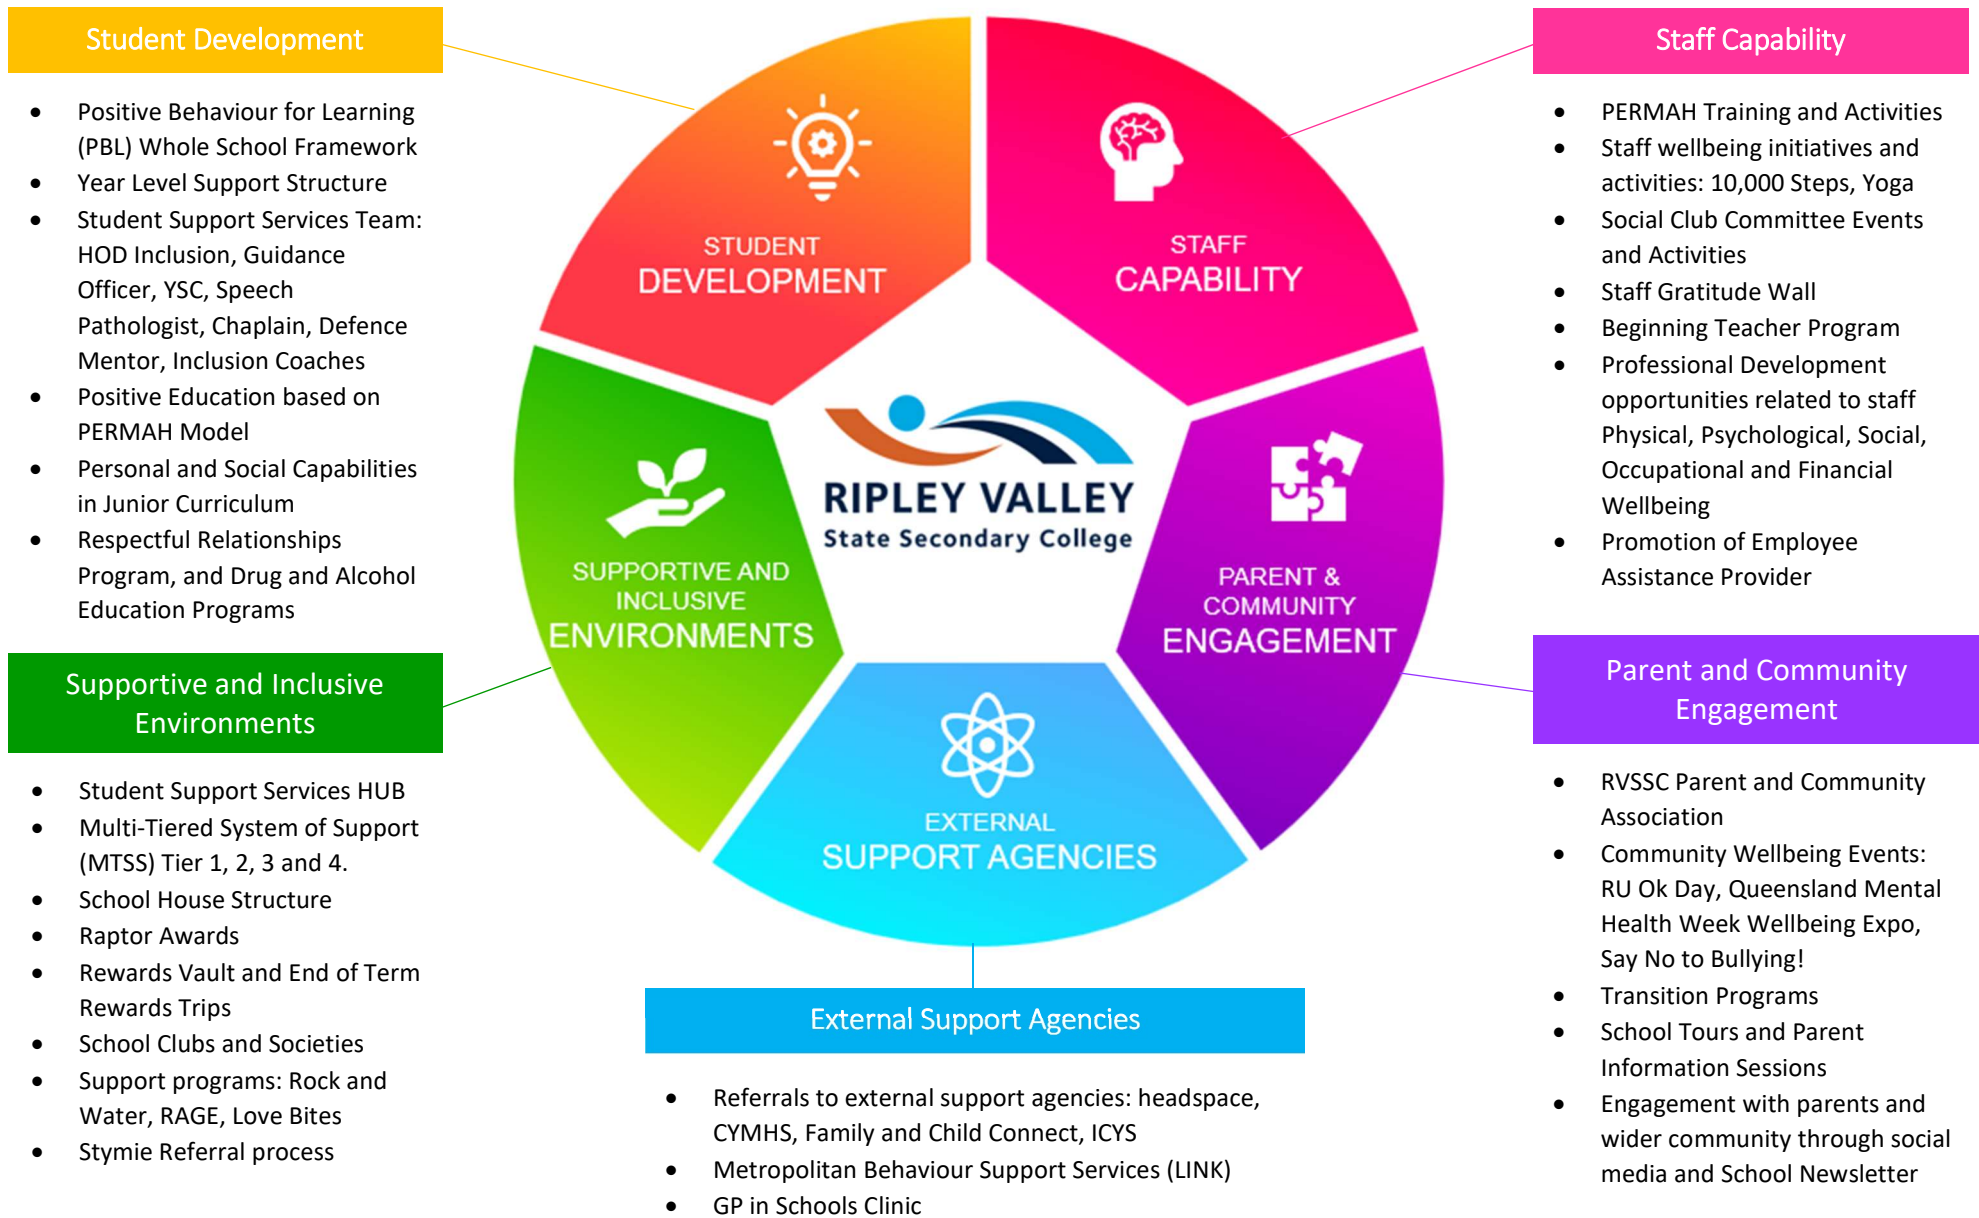 Student Development
• Positive Behaviour for Learning
(PBL) Whole School Framework
• Year Level Support Structure
• Student Support Services Team:
HOD Inclusion, Guidance
Officer, YSC, Speech
Pathologist, Chaplain, Defence
Mentor, Inclusion Coaches
• Positive Education based on
PERMAH Model
• Personal and Social Capabilities
in Junior Curriculum
• Respectful Relationships
Program, and Drug and Alcohol
Education Programs
Supportive and Inclusive
Environments
• Student Support Services HUB
• Multi-Tiered System of Support
(MTSS) Tier 1, 2, 3 and 4.
• School House Structure
• Raptor Awards
• Rewards Vault and End of Term
Rewards Trips
• School Clubs and Societies
• Support programs: Rock and
Water, RAGE, Love Bites
• Stymie Referral process
STUDENT
DEVELOPMENT
STAFF
CAPABILITY
RIPLEY VALLEY
State Secondary College
SUPPORTIVE AND
INCLUSIVE
ENVIRONMENTS
PARENT &
COMMUNITY
ENGAGEMENT
EXTERNAL
SUPPORT AGENCIES
External Support Agencies
• Referrals to external support agencies: headspace,
CYMHS, Family and Child Connect, ICYS
• Metropolitan Behaviour Support Services (LINK)
• GP in Schools Clinic
Staff Capability
• PERMAH Training and Activities
• Staff wellbeing initiatives and
activities: 10,000 Steps, Yoga
• Social Club Committee Events
and Activities
• Staff Gratitude Wall
• Beginning Teacher Program
• Professional Development
opportunities related to staff
Physical, Psychological, Social,
Occupational and Financial
Wellbeing
• Promotion of Employee
Assistance Provider
Parent and Community
Engagement
• RVSSC Parent and Community
Association
• Community Wellbeing Events:
RU Ok Day, Queensland Mental
Health Week Wellbeing Expo,
Say No to Bullying!
• Transition Programs
• School Tours and Parent
Information Sessions
• Engagement with parents and
wider community through social
media and School Newsletter